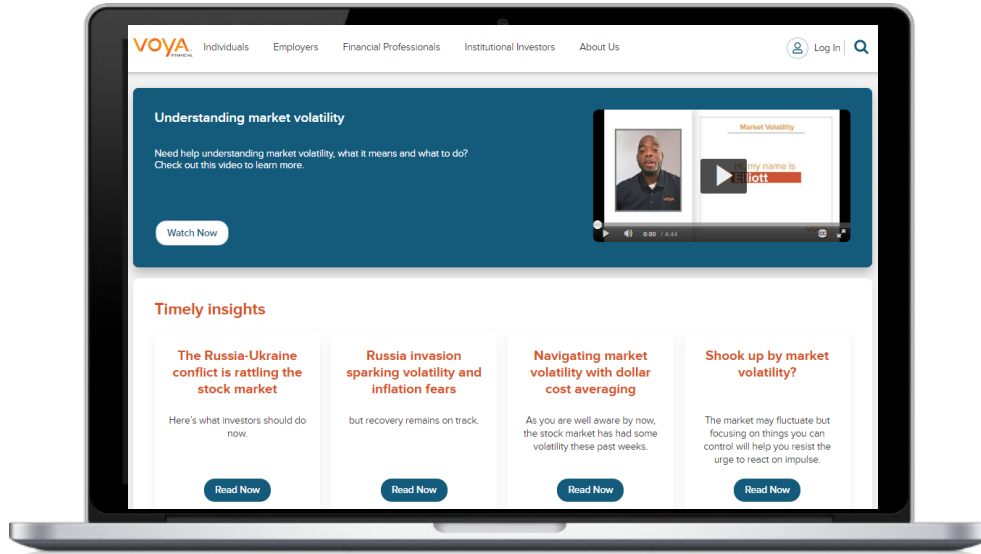 VOYA
FINANCIAL
Individuals Employers Financial Professionals Institutional Investors About Us Log In
Understanding market volatility
Need help understanding market volatility, what it means and what to do?
Check out this video to learn more.
Watch Now
Market Volatility
my name is
Elliott
VOYA
0:00 / 4:44
CC
Timely insights
The Russia-Ukraine
conflict is rattling the
stock market
Here's what investors should do
now.
Read Now
Russia invasion
sparking volatility and
inflation fears
but recovery remains on track.
Read Now
Navigating market
volatility with dollar
cost averaging
As you are well aware by now,
the stock market has had some
volatility these past weeks.
Read Now
Shook up by market
volatility?
The market may fluctuate but
focusing on things you can
control will help you resist the
urge to react on impulse.
Read Now